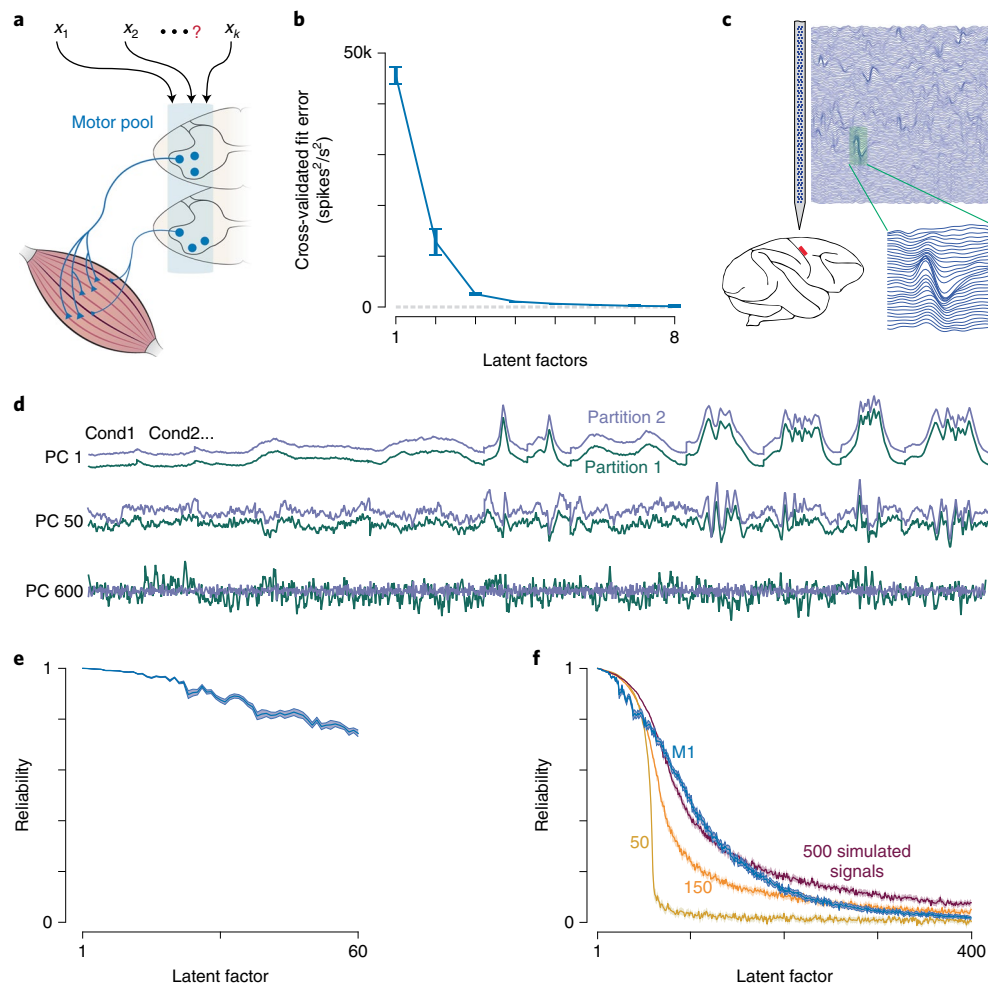 a
x1 x2 •••? xk
Motor pool
b
50k
0
Cross-validated fit error
(spikes²/s²)
1 8
Latent factors
c
d
Cond1 Cond2...
Partition 2
PC 1
Partition 1
PC 50
PC 600
e
1
0
Reliability
1 60
Latent factor
f
1
0
Reliability
M1
50
150
500 simulated
signals
1 400
Latent factor